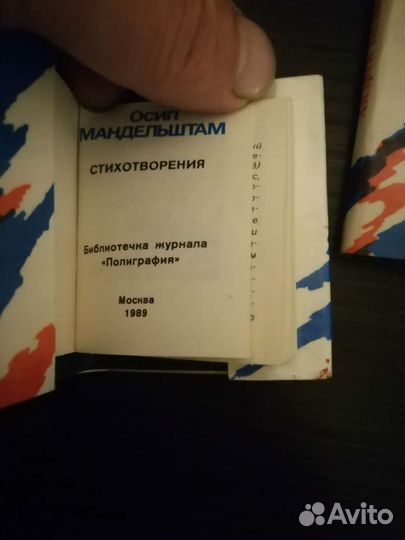 ОСИП
МАНДЕЛЬШТАМ
СТИХОТВОРЕНИЯ
Библиотечка журнала
«Полиграфия»
Москва
1989
Avito